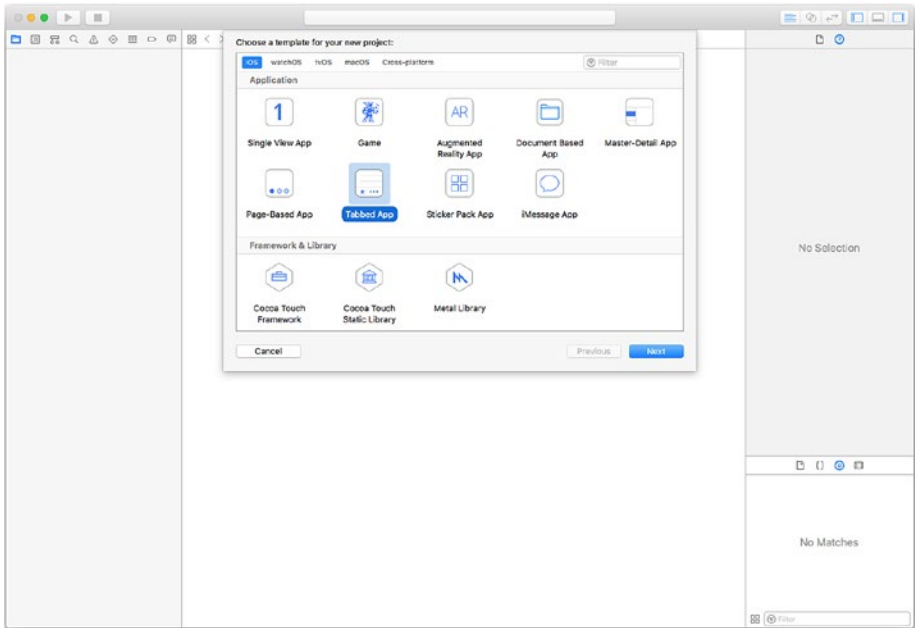 Choose a template for your new project:
iOS watchOS tvOS macOS Cross-platform Filter
Application
1 AR
Single View App Game Augmented Reality App Document Based App Master-Detail App
Page-Based App Tabbed App Sticker Pack App iMessage App
Framework & Library
Cocoa Touch Framework Cocoa Touch Static Library Metal Library
Cancel Previous Next
No Selection
No Matches
Filter